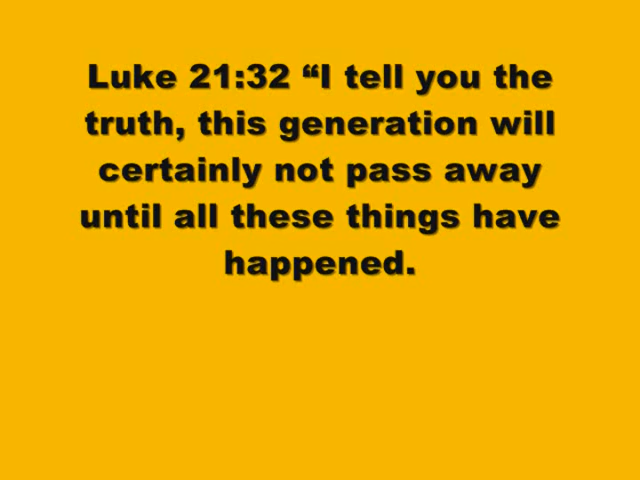 Luke 21:32 “I tell you the
truth, this generation will
certainly not pass away
until all these things have
happened.